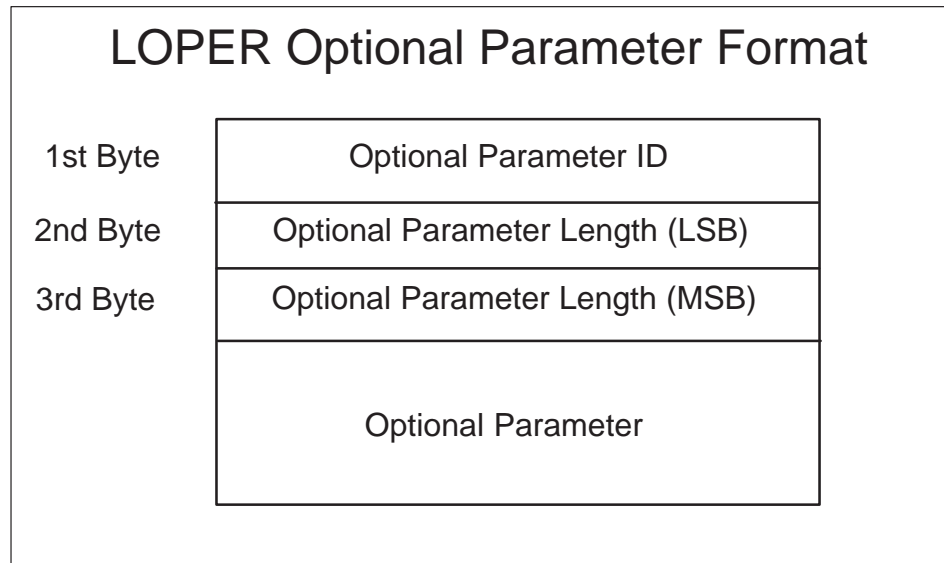 LOPER Optional Parameter Format
1st Byte Optional Parameter ID
2nd Byte Optional Parameter Length (LSB)
3rd Byte Optional Parameter Length (MSB)
Optional Parameter